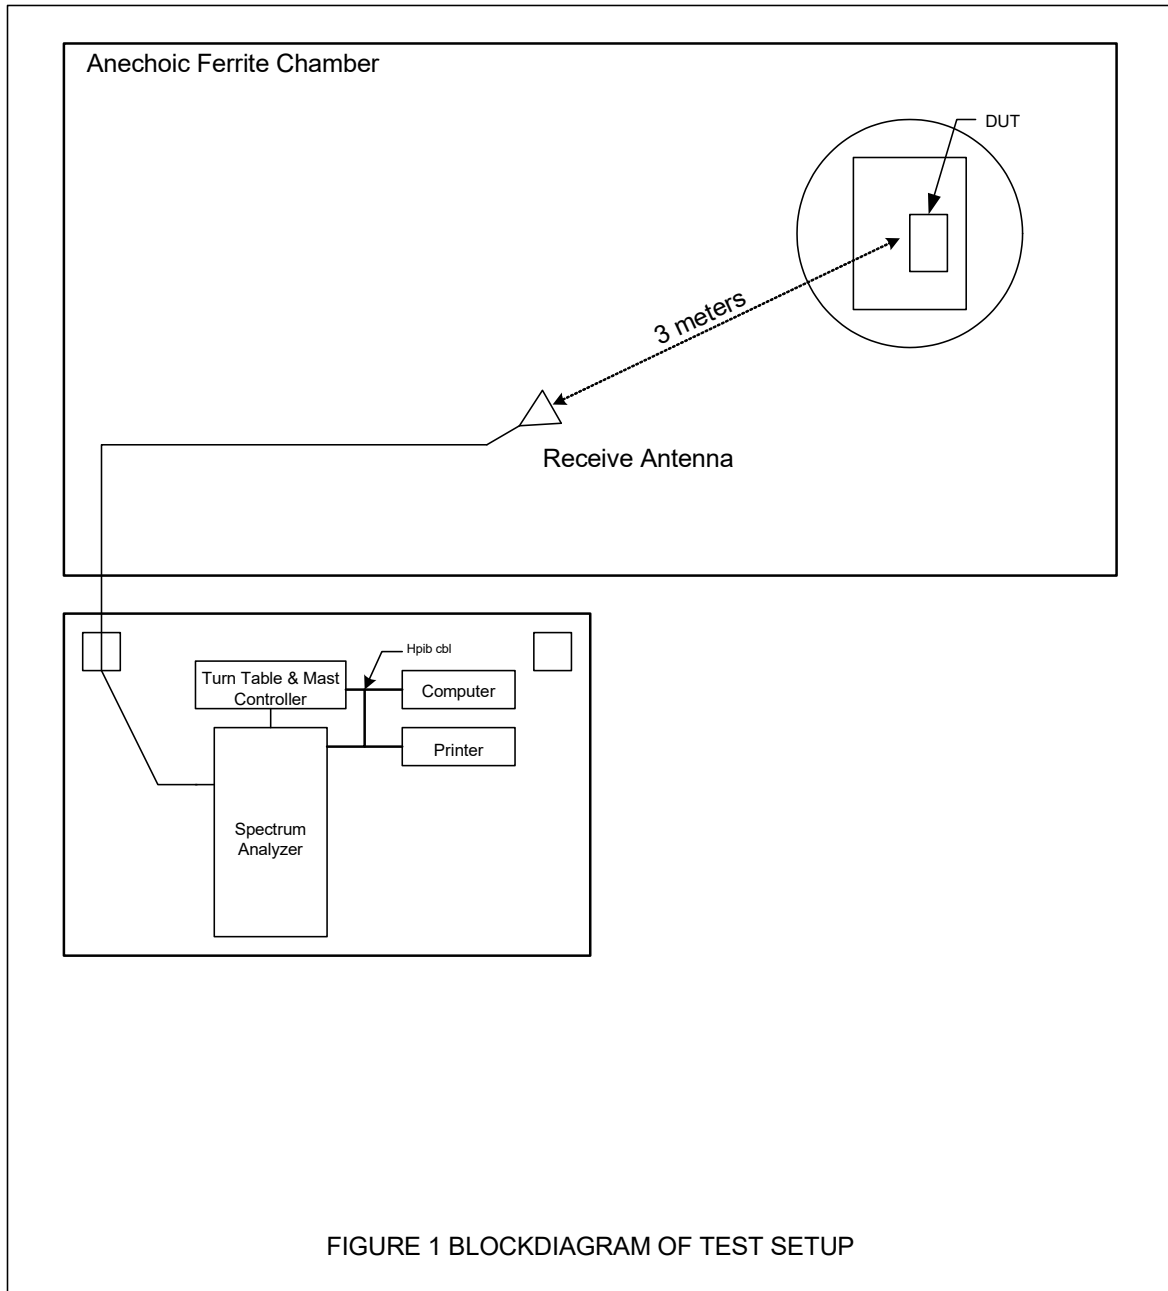 Anechoic Ferrite Chamber
DUT
3 meters
Receive Antenna
Hpib cbl
Turn Table & Mast
Controller
Computer
Printer
Spectrum
Analyzer
FIGURE 1 BLOCKDIAGRAM OF TEST SETUP